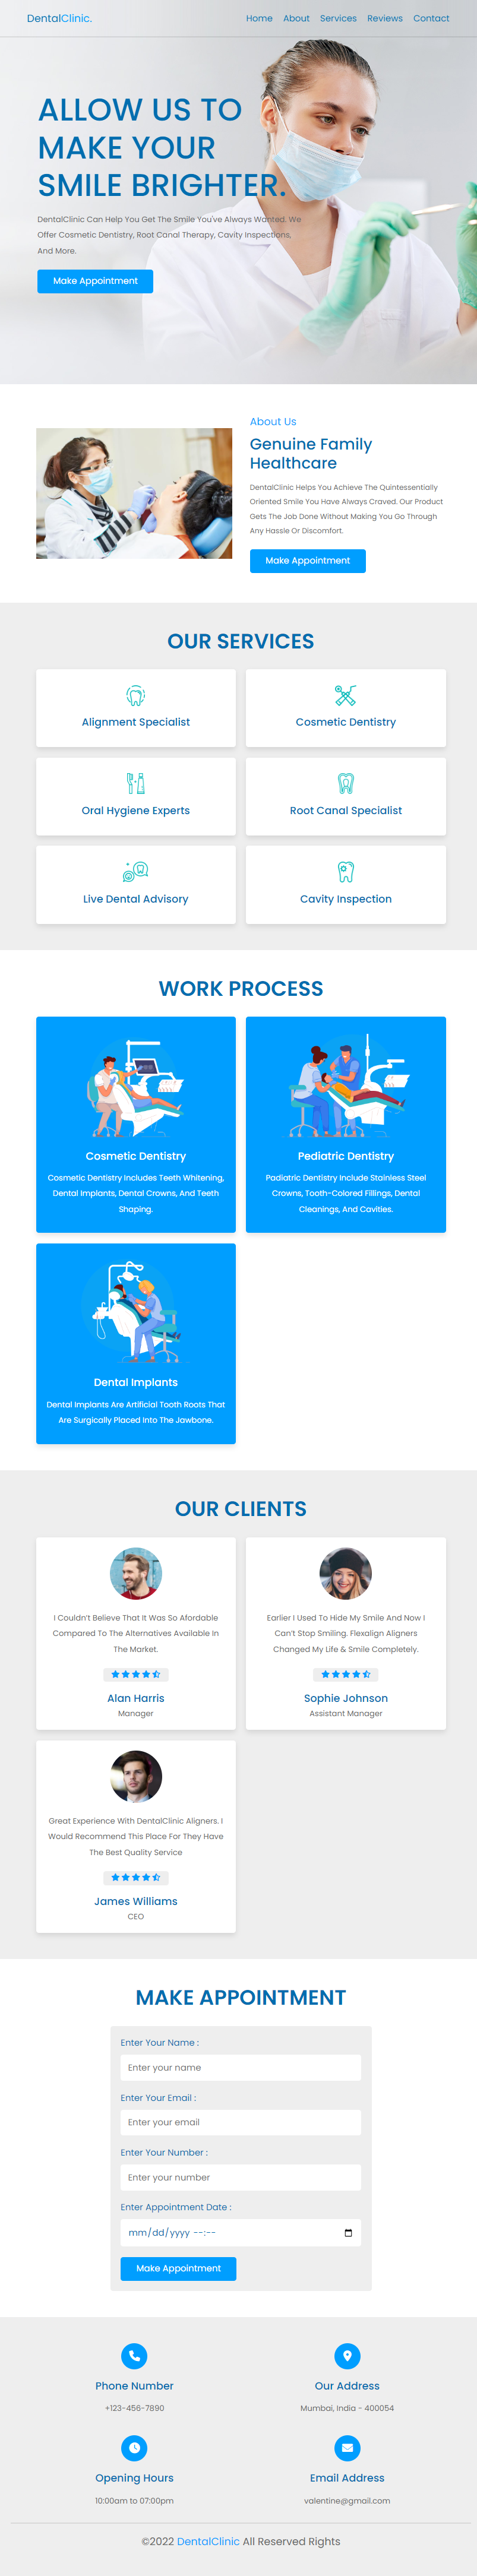 DentalClinic.
Home About Services Reviews Contact
ALLOW US TO
MAKE YOUR
SMILE BRIGHTER.
DentalClinic Can Help You Get The Smile You've Always Wanted. We
Offer Cosmetic Dentistry, Root Canal Therapy, Cavity Inspections,
And More.
Make Appointment
About Us
Genuine Family
Healthcare
DentalClinic Helps You Achieve The Quintessentially
Oriented Smile You Have Always Craved. Our Product
Gets The Job Done Without Making You Go Through
Any Hassle Or Discomfort.
Make Appointment
OUR SERVICES
Alignment Specialist
Cosmetic Dentistry
Oral Hygiene Experts
Root Canal Specialist
Live Dental Advisory
Cavity Inspection
WORK PROCESS
Cosmetic Dentistry
Cosmetic Dentistry Includes Teeth Whitening,
Dental Implants, Dental Crowns, And Teeth
Shaping.
Pediatric Dentistry
Padiatric Dentistry Include Stainless Steel
Crowns, Tooth-Colored Fillings, Dental
Cleanings, And Cavities.
Dental Implants
Dental Implants Are Artificial Tooth Roots That
Are Surgically Placed Into The Jawbone.
OUR CLIENTS
I Couldn't Believe That It Was So Afordable
Compared To The Alternatives Available In
The Market.
Alan Harris
Manager
Earlier I Used To Hide My Smile And Now I
Can't Stop Smiling. Flexalign Aligners
Changed My Life & Smile Completely.
Sophie Johnson
Assistant Manager
Great Experience With DentalClinic Aligners. I
Would Recommend This Place For They Have
The Best Quality Service
James Williams
CEO
MAKE APPOINTMENT
Enter Your Name :
Enter your name
Enter Your Email :
Enter your email
Enter Your Number :
Enter your number
Enter Appointment Date :
mm/dd/yyyy --:--
Make Appointment
Phone Number
+123-456-7890
Our Address
Mumbai, India - 400054
Opening Hours
10:00am to 07:00pm
Email Address
valentine@gmail.com
©2022 DentalClinic All Reserved Rights